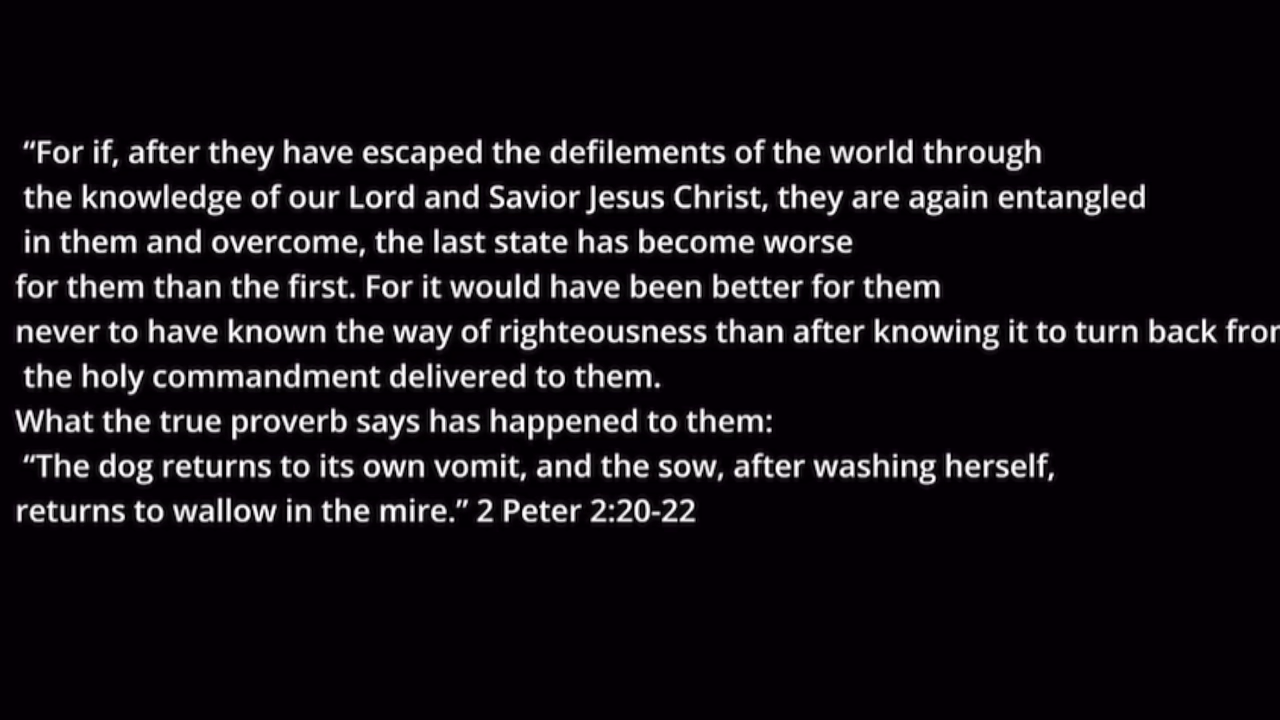 “For if, after they have escaped the defilements of the world through
the knowledge of our Lord and Savior Jesus Christ, they are again entangled
in them and overcome, the last state has become worse
for them than the first. For it would have been better for them
never to have known the way of righteousness than after knowing it to turn back
the holy commandment delivered to them.
What the true proverb says has happened to them:
“The dog returns to its own vomit, and the sow, after washing herself,
returns to wallow in the mire.” 2 Peter 2:20-22